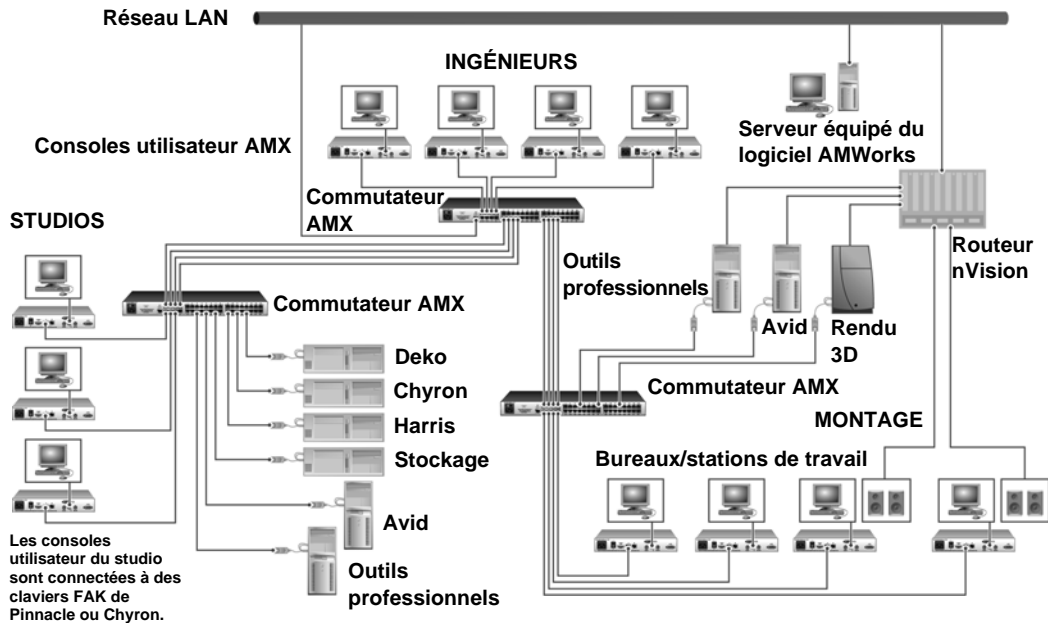 Réseau LAN
INGÉNIEURS
Consoles utilisateur AMX
Serveur équipé du
logiciel AMWorks
Commutateur
AMX
STUDIOS
Outils
professionnels
Routeur
nVision
Commutateur AMX
Avid
Rendu
3D
Deko
Commutateur AMX
Chyron
MONTAGE
Harris
Bureaux/stations de travail
Stockage
Avid
Les consoles
utilisateur du studio
sont connectées à des
claviers FAK de
Pinnacle ou Chyron.
Outils
professionnels